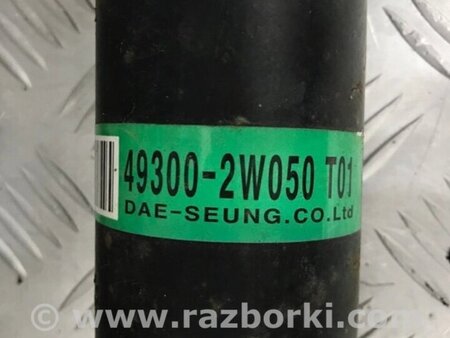 49300-2W050 T01
DAE-SEUNG.CO.Ltd
www.razborki.com